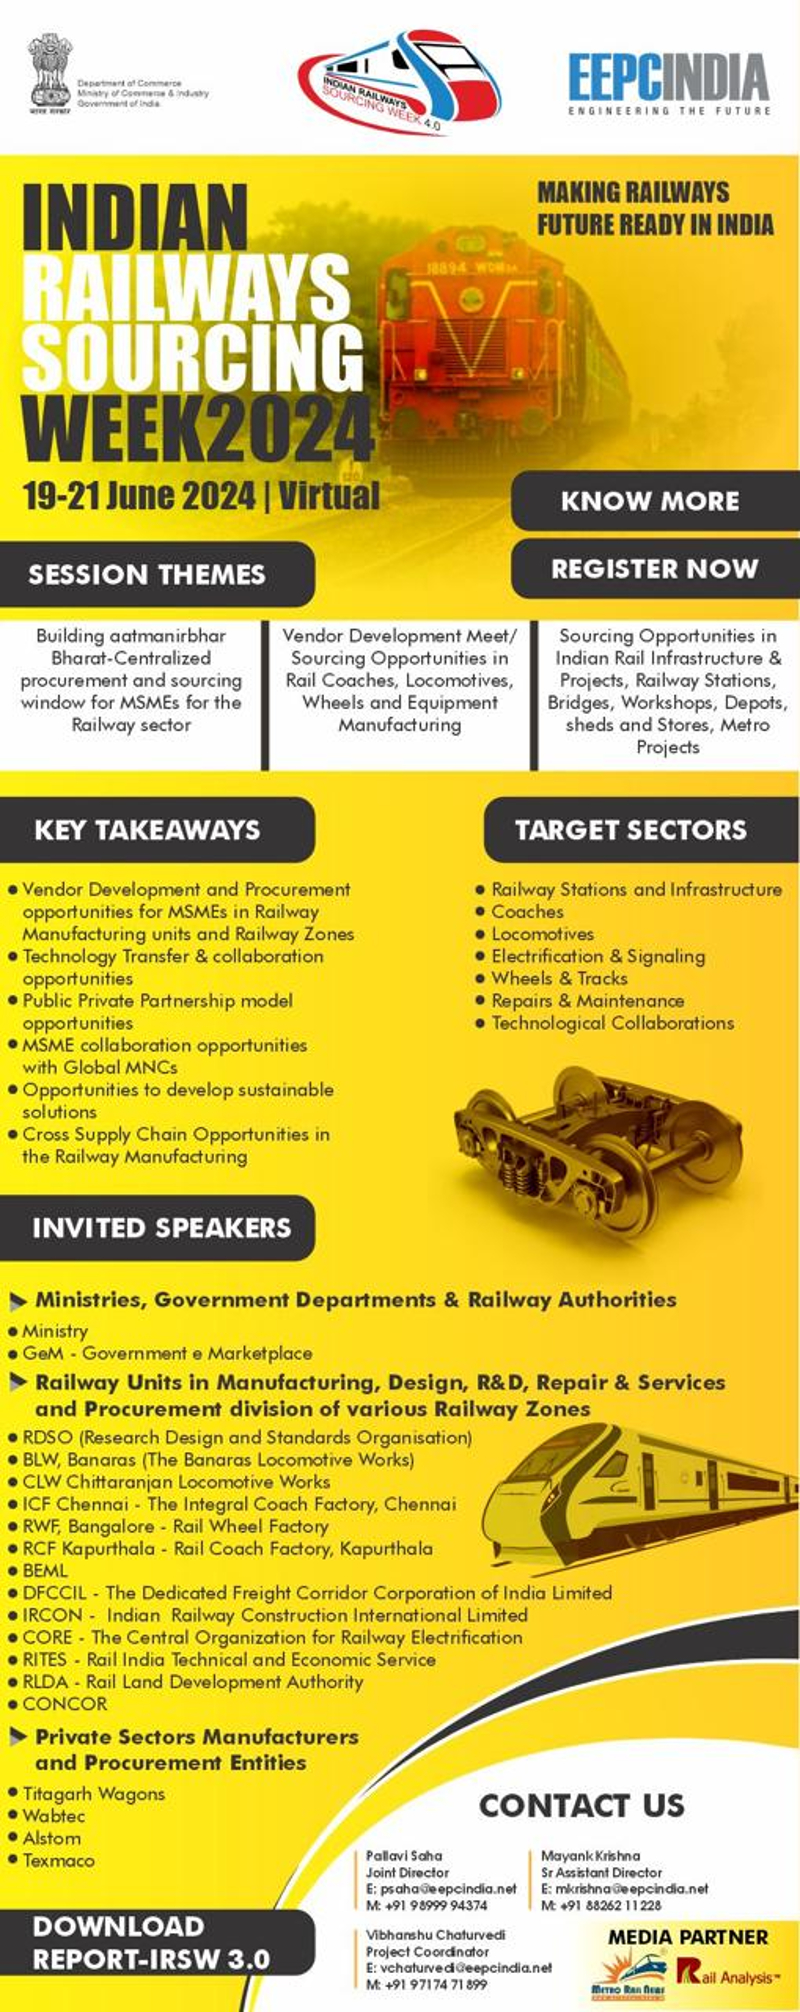 भारत सरकार
Department of Commerce
Ministry of Commerce & Industry
Government of India
INDIAN RAILWAYS
SOURCING WEEK 4.0
EEPCINDIA
ENGINEERING THE FUTURE
INDIAN
RAILWAYS
SOURCING
WEEK2024
19-21 June 2024 | Virtual
MAKING RAILWAYS
FUTURE READY IN INDIA
KNOW MORE
REGISTER NOW
SESSION THEMES
Building aatmanirbhar
Bharat-Centralized
procurement and sourcing
window for MSMEs for the
Railway sector
Vendor Development Meet/
Sourcing Opportunities in
Rail Coaches, Locomotives,
Wheels and Equipment
Manufacturing
Sourcing Opportunities in
Indian Rail Infrastructure &
Projects, Railway Stations,
Bridges, Workshops, Depots,
sheds and Stores, Metro
Projects
KEY TAKEAWAYS
• Vendor Development and Procurement
opportunities for MSMEs in Railway
Manufacturing units and Railway Zones
• Technology Transfer & collaboration
opportunities
• Public Private Partnership model
opportunities
• MSME collaboration opportunities
with Global MNCs
• Opportunities to develop sustainable
solutions
• Cross Supply Chain Opportunities in
the Railway Manufacturing
TARGET SECTORS
• Railway Stations and Infrastructure
• Coaches
• Locomotives
• Electrification & Signaling
• Wheels & Tracks
• Repairs & Maintenance
• Technological Collaborations
INVITED SPEAKERS
Ministries, Government Departments & Railway Authorities
• Ministry
• GeM - Government e Marketplace
Railway Units in Manufacturing, Design, R&D, Repair & Services
and Procurement division of various Railway Zones
• RDSO (Research Design and Standards Organisation)
• BLW, Banaras (The Banaras Locomotive Works)
• CLW Chittaranjan Locomotive Works
• ICF Chennai - The Integral Coach Factory, Chennai
• RWF, Bangalore - Rail Wheel Factory
• RCF Kapurthala - Rail Coach Factory, Kapurthala
• BEML
• DFCCIL - The Dedicated Freight Corridor Corporation of India Limited
• IRCON - Indian Railway Construction International Limited
• CORE - The Central Organization for Railway Electrification
• RITES - Rail India Technical and Economic Service
• RLDA - Rail Land Development Authority
• CONCOR
Private Sectors Manufacturers
and Procurement Entities
• Titagarh Wagons
• Wabtec
• Alstom
• Texmaco
DOWNLOAD
REPORT-IRSW 3.0
CONTACT US
Pallavi Saha
Joint Director
E: psaha@eepcindia.net
M: +91 98999 94374
Mayank Krishna
Sr Assistant Director
E: mkrishna@eepcindia.net
M: +91 88262 11228
Vibhanshu Chaturvedi
Project Coordinator
E: vchaturvedi@eepcindia.net
M: +91 97174 71899
MEDIA PARTNER
METRO RAIL NEWS
Rail Analysis™